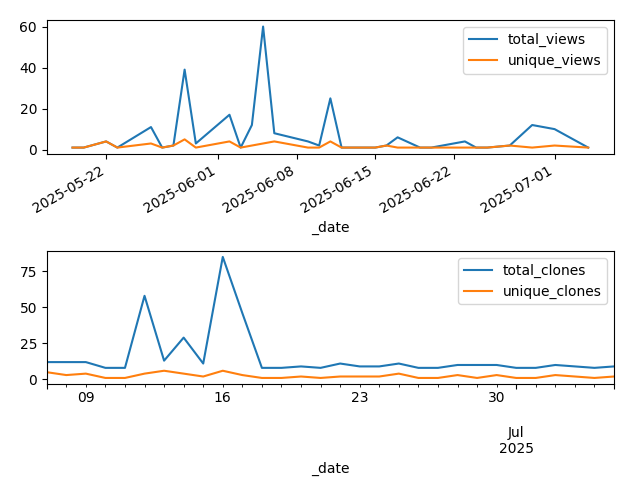 60
40
20
0
total_views
unique_views
2025-05-22
2025-06-01
2025-06-08
2025-06-15
2025-06-22
2025-07-01
_date
75
50
25
0
total_clones
unique_clones
09
16
23
30
Jul
2025
_date